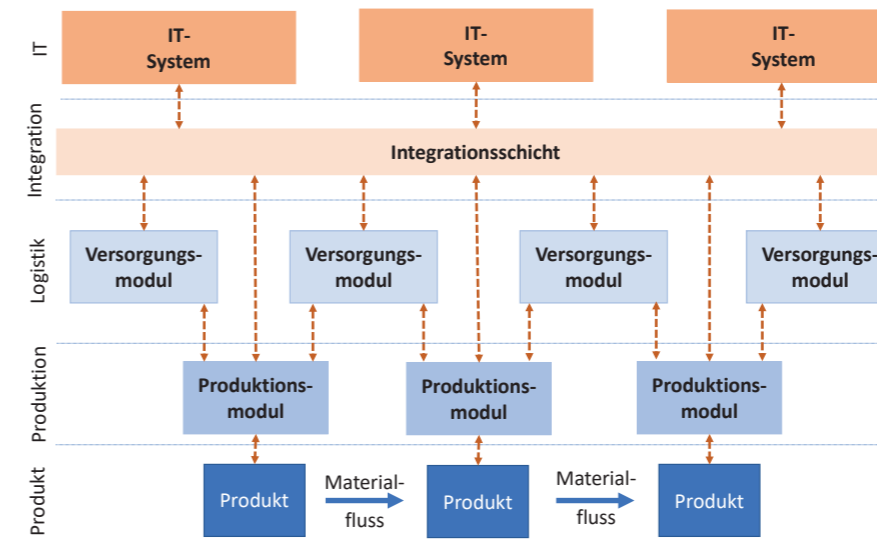 IT
IT-
System
IT-
System
IT-
System
Integration
Integrationsschicht
Logistik
Versorgungs-
modul
Versorgungs-
modul
Versorgungs-
modul
Versorgungs-
modul
Produktion
Produktions-
modul
Produktions-
modul
Produktions-
modul
Produkt
Produkt
Material-
fluss
Produkt
Material-
fluss
Produkt